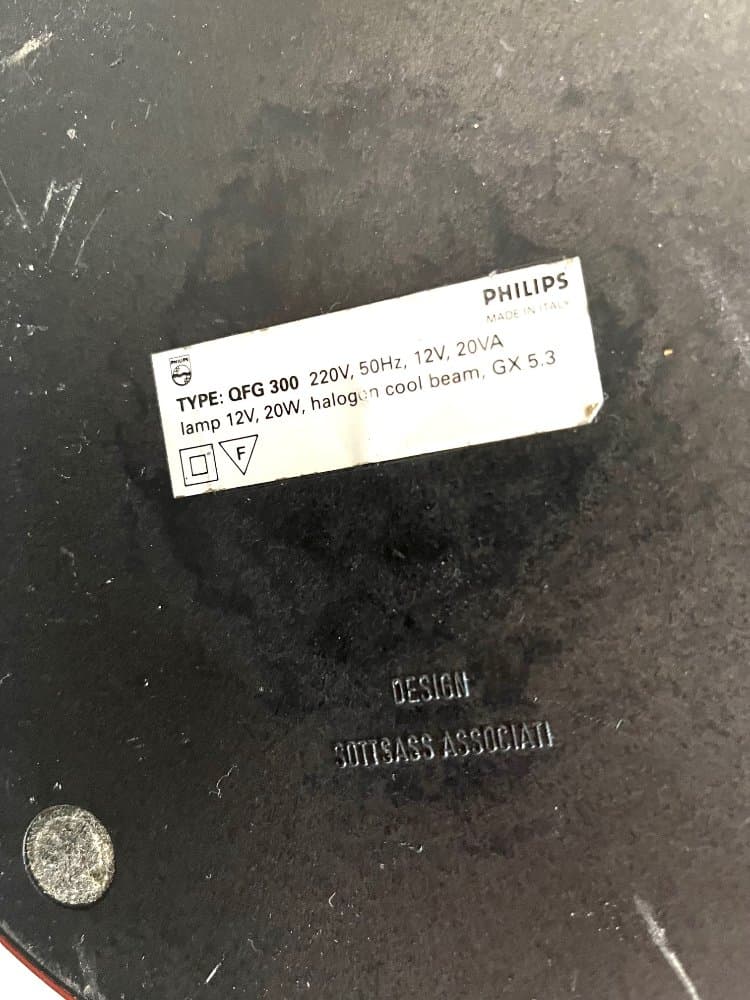 PHILIPS
MADE IN ITALY
PHILIPS
TYPE: QFG 300 220V, 50Hz, 12V, 20VA
lamp 12V, 20W, halogen cool beam, GX 5.3
F
DESIGN
SOTTSASS ASSOCIATI